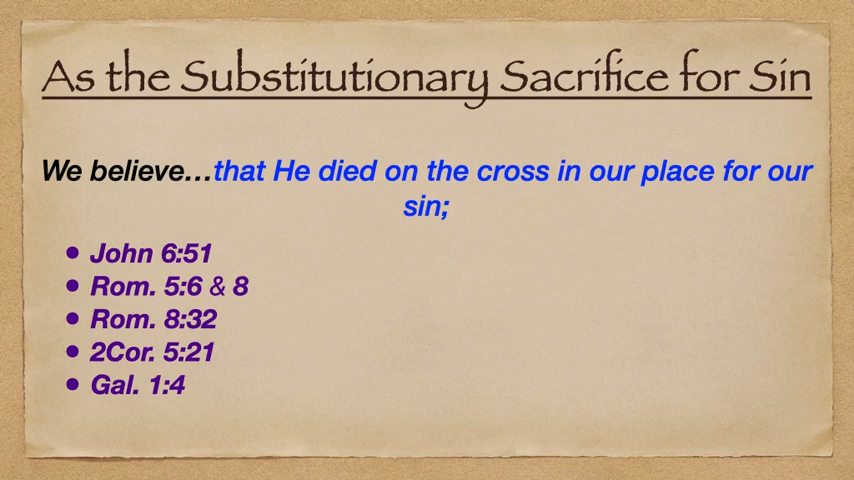 As the Substitutionary Sacrifice for Sin
We believe…that He died on the cross in our place for our
sin;
• John 6:51
• Rom. 5:6 & 8
• Rom. 8:32
• 2Cor. 5:21
• Gal. 1:4